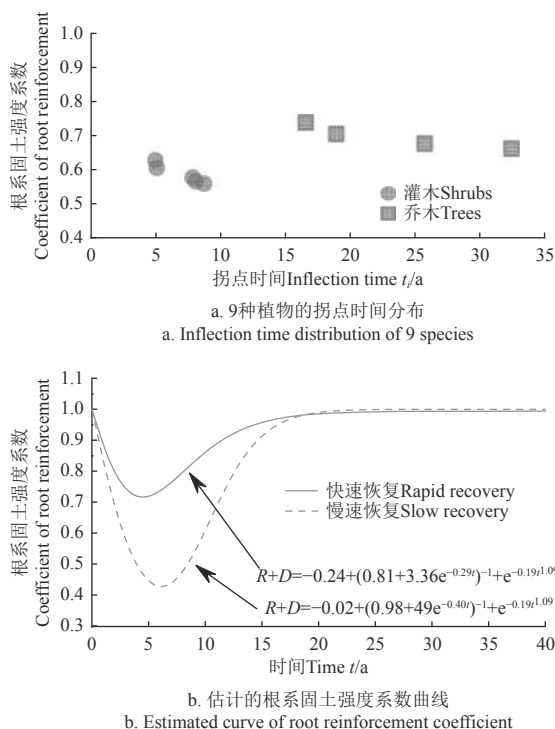 根系固土强度系数
Coefficient of root reinforcement
1.0
0.9
0.8
0.7
0.6
0.5
0.4
灌木Shrubs
乔木Trees
0 5 10 15 20 25 30 35
拐点时间Inflection time tᵢ/a
a. 9种植物的拐点时间分布
a. Inflection time distribution of 9 species
根系固土强度系数
Coefficient of root reinforcement
1.1
1.0
0.9
0.8
0.7
0.6
0.5
0.4
0.3
快速恢复Rapid recovery
慢速恢复Slow recovery
R+D=−0.24+(0.81+3.36e^{−0.29t})^{−1}+e^{−0.19t^{1.09}}
R+D=−0.02+(0.98+49e^{−0.40t})^{−1}+e^{−0.19t^{1.09}}
0 5 10 15 20 25 30 35 40
时间Time t/a
b. 估计的根系固土强度系数曲线
b. Estimated curve of root reinforcement coefficient